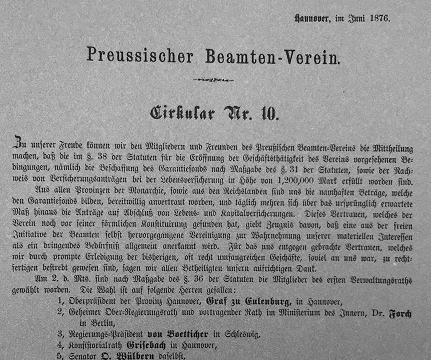 Hannover, im Juni 1876.
Preussischer Beamten-Verein.
Cirkular Nr. 10.
Zu unserer Freude können wir den Mitgliedern und Freunden des Preußischen Beamten-Vereins die Mittheilung
machen, daß die im §. 38 der Statuten für die Eröffnung der Geschäftsthätigkeit des Vereins vorgesehenen Be-
dingungen, nämlich die Beschaffung des Garantiefonds nach Maßgabe des §. 31 der Statuten, sowie der Nach-
weis von Versicherungsanträgen bei der Lebensversicherung in Höhe von 1,200,000 Mark erfüllt worden sind.
Aus allen Provinzen der Monarchie, sowie aus den Reichslanden sind uns die namhaften Beträge, welche
den Garantiefonds bilden, bereitwillig anvertraut worden, und täglich mehren sich über das ursprünglich erwartete
Maß hinaus die Anträge auf Abschluß von Lebens- und Kapitalversicherungen. Dieses Vertrauen, welches der
Verein noch vor seiner förmlichen Konstituirung gefunden hat, giebt Zeugniß davon, daß eine aus der freien
Initiative der Beamten selbst hervorgegangene Vereinigung zur Wahrnehmung unserer materiellen Interessen
als ein dringendes Bedürfniß allgemein anerkannt wird. Für das uns entgegen gebrachte Vertrauen, welches
wir durch prompte Erledigung der bisherigen, oft recht umfangreichen Geschäfte, soviel an uns war, zu recht-
fertigen bestrebt gewesen sind, sagen wir allen Betheiligten unsern aufrichtigen Dank.
Am 2. d. Mts. sind nach Maßgabe des §. 36 der Statuten die Mitglieder des ersten Verwaltungsraths
gewählt worden. Die Wahl ist auf folgende Herren gefallen:
1, Oberpräsident der Provinz Hannover, Graf zu Eulenburg, in Hannover,
2, Geheimer Ober-Regierungsrath und vortragender Rath im Ministerium des Innern, Dr. Forch
in Berlin,
3, Regierungs-Präsident von Boetticher in Schleswig,
4, Konsistorialrath Grisebach in Hannover,
5, Senator O. Wülbern daselbst,